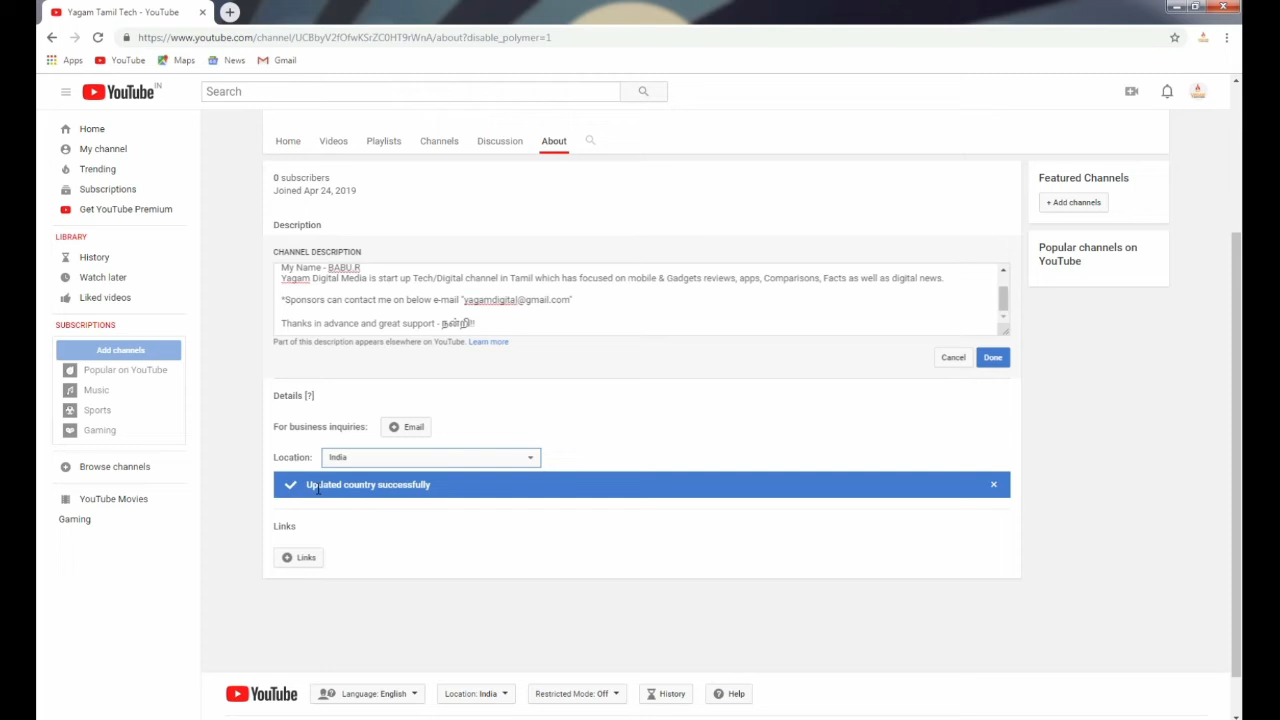 Yagam Tamil Tech - YouTube
https://www.youtube.com/channel/UCBbyV2fOfwKSrZC0HT9rWnA/about?disable_polymer=1
Apps YouTube Maps News Gmail
YouTube IN
Search
Home Videos Playlists Channels Discussion About
Home
My channel
Trending
Subscriptions
Get YouTube Premium
LIBRARY
History
Watch later
Liked videos
SUBSCRIPTIONS
Add channels
Popular on YouTube
Music
Sports
Gaming
Browse channels
YouTube Movies
Gaming
0 subscribers
Joined Apr 24, 2019
Description
CHANNEL DESCRIPTION
My Name - BABU.R
Yagam Digital Media is start up Tech/Digital channel in Tamil which has focused on mobile & Gadgets reviews, apps, Comparisons, Facts as well as digital news.
*Sponsors can contact me on below e-mail "yagamdigital@gmail.com"
Thanks in advance and great support - நன்றி!!
Part of this description appears elsewhere on YouTube. Learn more
Cancel Done
Details [?]
For business inquiries: Email
Location: India
Updated country successfully
Links
Links
Featured Channels
+ Add channels
Popular channels on
YouTube
YouTube Language: English Location: India Restricted Mode: Off History Help